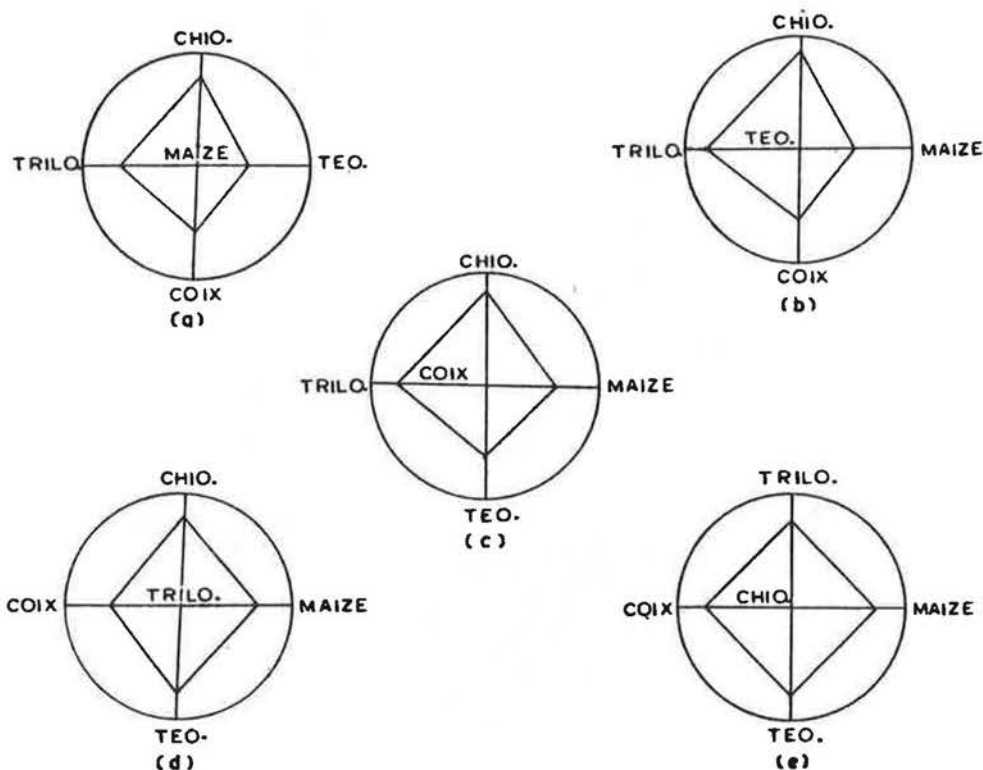 CHIO.
TRILO. MAIZE TEO.
COIX
(a)
CHIO.
TRILO. TEO. MAIZE
COIX
(b)
CHIO.
TRILO. COIX MAIZE
TEO.
(c)
CHIO.
COIX TRILO. MAIZE
TEO.
(d)
TRILO.
COIX CHIO. MAIZE
TEO.
(e)